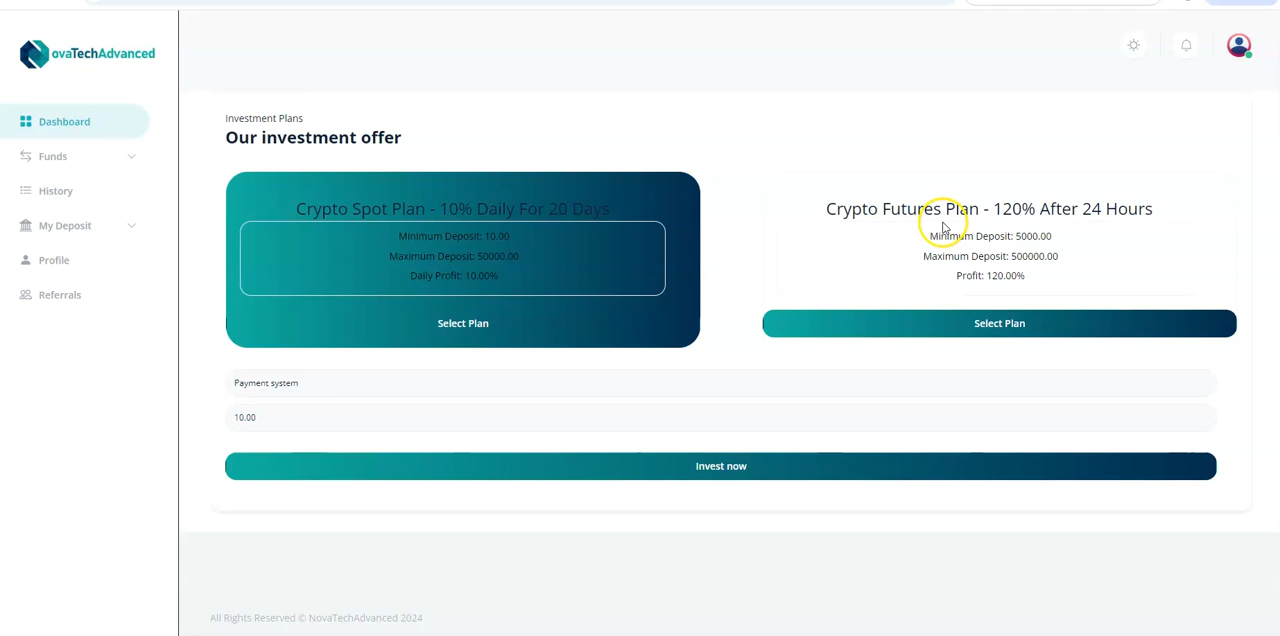 ovaTechAdvanced
Dashboard
Funds
History
My Deposit
Profile
Referrals
Investment Plans
Our investment offer
Crypto Spot Plan - 10% Daily For 20 Days
Minimum Deposit: 10.00
Maximum Deposit: 50000.00
Daily Profit: 10.00%
Select Plan
Crypto Futures Plan - 120% After 24 Hours
Minimum Deposit: 5000.00
Maximum Deposit: 500000.00
Profit: 120.00%
Select Plan
Payment system
10.00
Invest now
All Rights Reserved © NovaTechAdvanced 2024